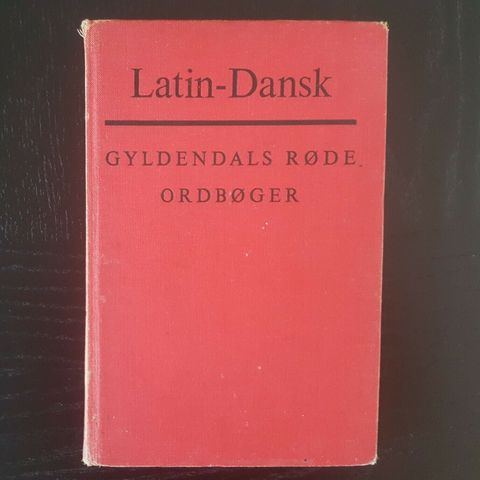 Latin-Dansk
GYLDENDALS RØDE
ORDBØGER